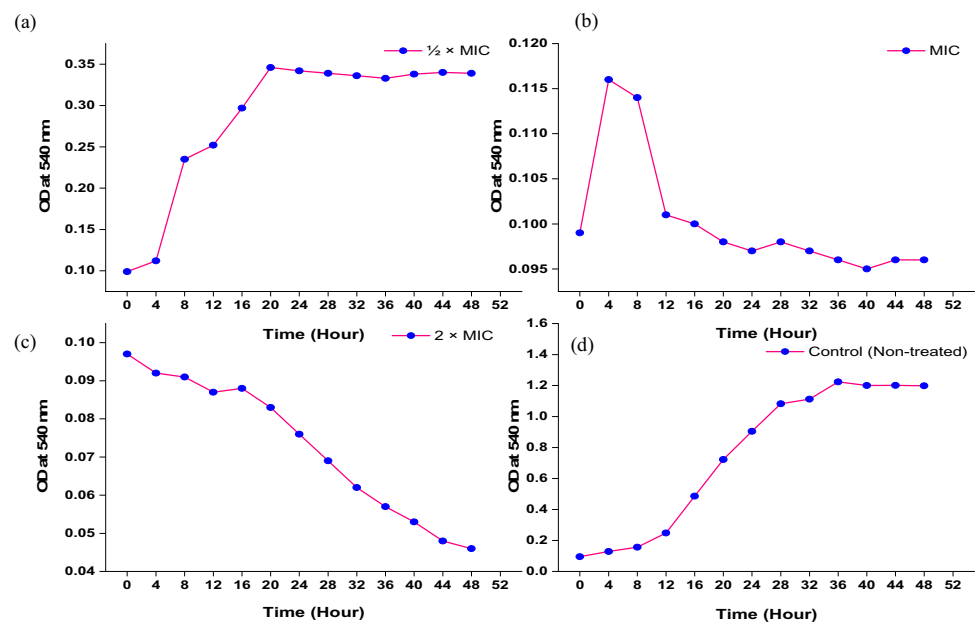 (a)
½ × MIC
0.35
0.30
0.25
0.20
0.15
0.10
OD at 540 nm
0 4 8 12 16 20 24 28 32 36 40 44 48 52
Time (Hour)
(b)
MIC
0.120
0.115
0.110
0.105
0.100
0.095
OD at 540 nm
0 4 8 12 16 20 24 28 32 36 40 44 48 52
Time (Hour)
(c)
2 × MIC
0.10
0.09
0.08
0.07
0.06
0.05
0.04
OD at 540 nm
0 4 8 12 16 20 24 28 32 36 40 44 48 52
Time (Hour)
(d)
Control (Non-treated)
1.6
1.4
1.2
1.0
0.8
0.6
0.4
0.2
0.0
OD at 540 nm
0 4 8 12 16 20 24 28 32 36 40 44 48 52
Time (Hour)